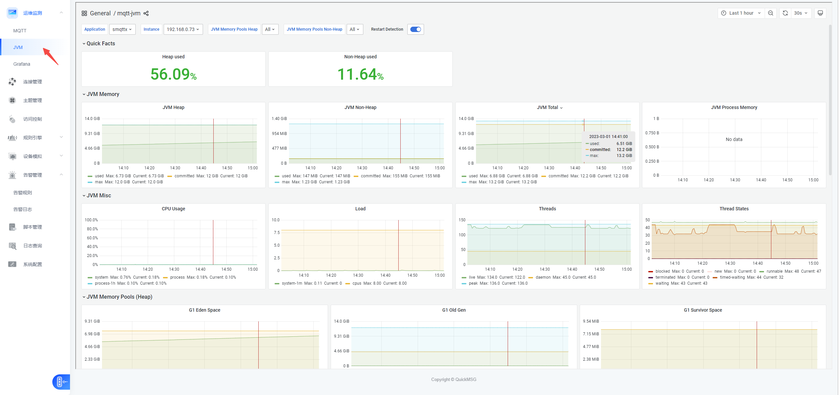 运维监测
MQTT
JVM
Grafana
连接管理
主题管理
访问控制
规则引擎
设备模拟
告警管理
告警规则
告警日志
脚本管理
日志查询
系统配置
General / mqtt-jvm
Last 1 hour
30s
Application smqttx
Instance 192.168.0.73
JVM Memory Pools Heap All
JVM Memory Pools Non-Heap All
Restart Detection
Quick Facts
Heap used
56.09%
Non-Heap used
11.64%
JVM Memory
JVM Heap
14.0 GiB
9.31 GiB
4.66 GiB
0 B
14:10 14:20 14:30 14:40 14:50 15:00
used Max: 6.73 GiB Current: 6.73 GiB committed Max: 12 GiB Current: 12 GiB
max Max: 12.0 GiB Current: 12.0 GiB
JVM Non-Heap
1.40 GiB
954 MiB
477 MiB
0 B
14:10 14:20 14:30 14:40 14:50 15:00
used Max: 147 MiB Current: 147 MiB committed Max: 155 MiB Current: 155 MiB
max Max: 1.23 GiB Current: 1.23 GiB
JVM Total
14.0 GiB
9.31 GiB
4.66 GiB
0 B
14:10 14:20 14:30 14:40 14:50 15:00
2023-03-01 14:41:00
used: 6.51 GiB
committed: 12.2 GiB
max: 13.2 GiB
used Max: 6.88 GiB Current: 6.88 GiB committed Max: 12.2 GiB Current: 12.2 GiB
max Max: 13.2 GiB Current: 13.2 GiB
JVM Process Memory
1 B
0.750 B
0.500 B
0.250 B
No data
14:10 14:20 14:30 14:40 14:50 15:00
JVM Misc
CPU Usage
100.0%
80.0%
60.0%
40.0%
20.0%
0%
14:10 14:20 14:30 14:40 14:50 15:00
system Max: 0.76% Current: 0.18% process Max: 0.18% Current: 0.10%
process-1h Max: 0.10% Current: 0.10%
Load
10.0
7.5
5.0
2.5
0
14:10 14:20 14:30 14:40 14:50 15:00
system-1m Max: 0.11 Current: 0 cpus Max: 8.00 Current: 8.00
Threads
150
100
50
0
14:10 14:20 14:30 14:40 14:50 15:00
live Max: 134.0 Current: 122.0 daemon Max: 45.0 Current: 45.0
peak Max: 136.0 Current: 136.0
Thread States
50
40
30
20
10
0
14:10 14:20 14:30 14:40 14:50 15:00
blocked Max: 0 Current: 0 new Max: 0 Current: 0 runnable Max: 48 Current: 47
terminated Max: 0 Current: 0 timed-waiting Max: 44 Current: 32
waiting Max: 43 Current: 43
JVM Memory Pools (Heap)
G1 Eden Space
9.31 GiB
6.98 GiB
4.66 GiB
2.33 GiB
G1 Old Gen
14.0 GiB
9.31 GiB
4.66 GiB
0 B
G1 Survivor Space
9.54 MiB
7.15 MiB
4.77 MiB
2.38 MiB
Copyright © QuickMSG